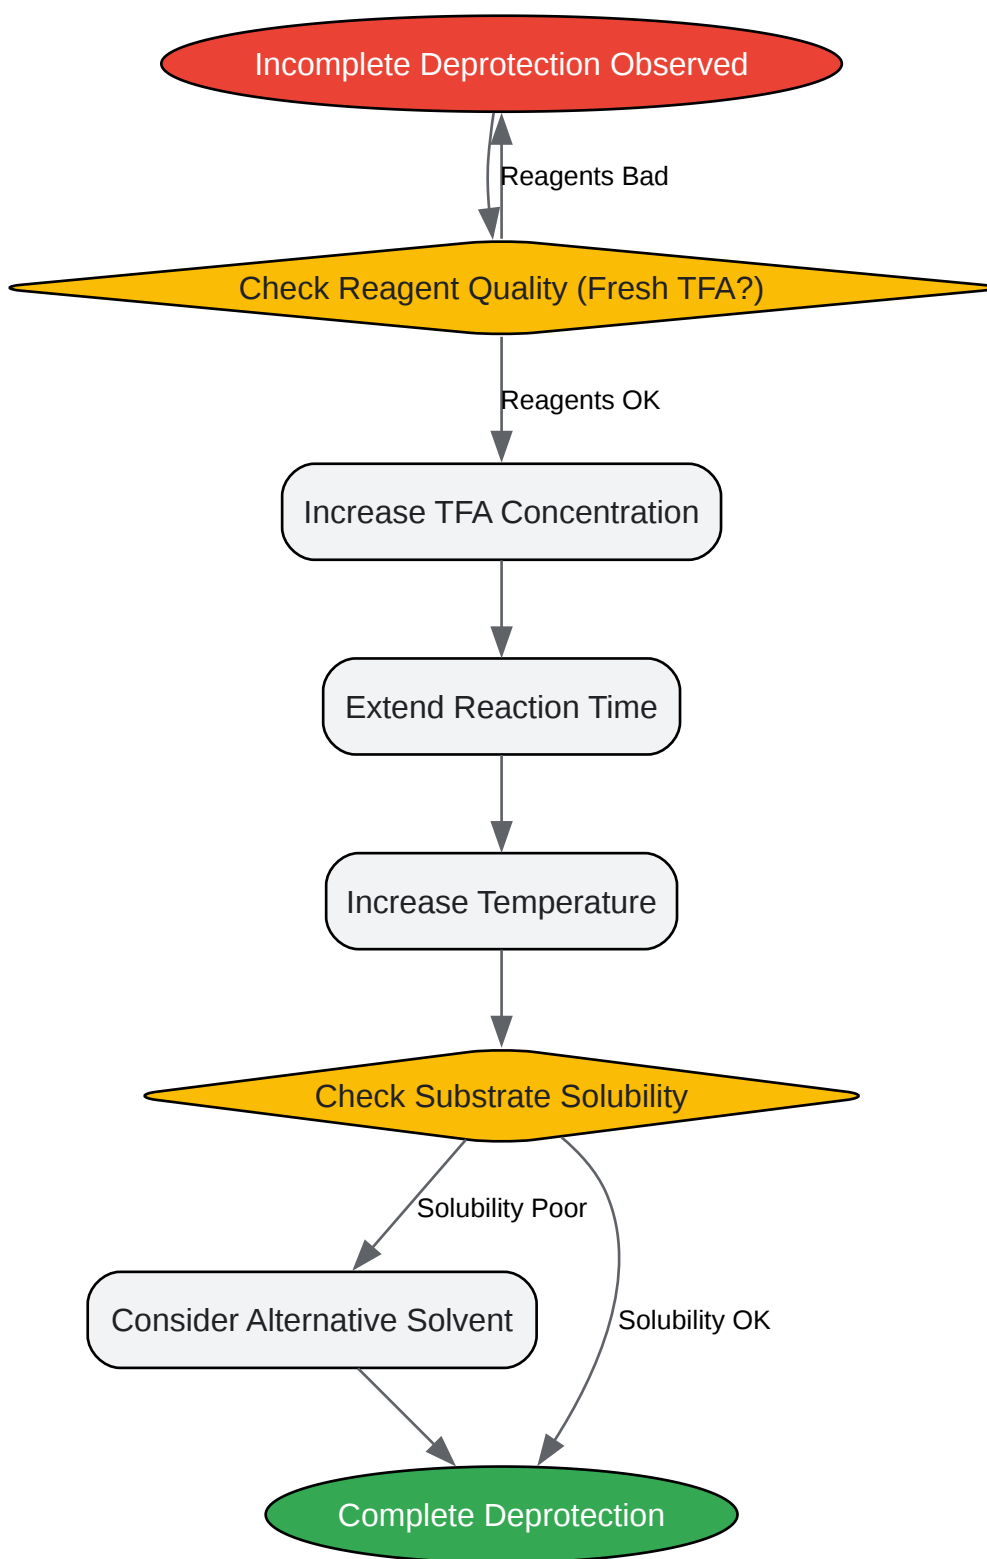 Incomplete Deprotection Observed
Reagents Bad
Check Reagent Quality (Fresh TFA?)
Reagents OK
Increase TFA Concentration
Extend Reaction Time
Increase Temperature
Check Substrate Solubility
Solubility Poor
Consider Alternative Solvent
Solubility OK
Complete Deprotection